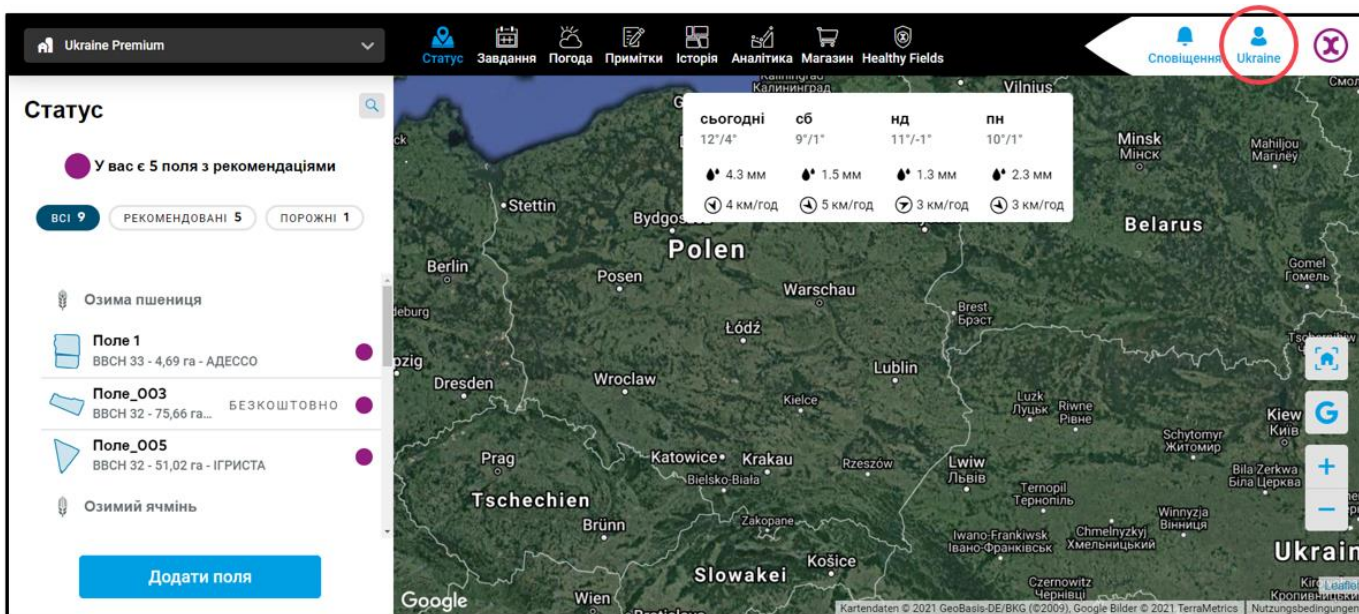 Ukraine Premium
Статус
Завдання
Погода
Примітки
Історія
Аналітика
Магазин
Healthy Fields
Сповіщення
Ukraine
Статус
У вас є 5 поля з рекомендаціями
ВСІ 9
РЕКОМЕНДОВАНІ 5
ПОРОЖНІ 1
Озима пшениця
Поле 1
ВВСН 33 - 4,69 га - АДЕССО
Поле_003
ВВСН 32 - 75,66 га...
БЕЗКОШТОВНО
Поле_005
ВВСН 32 - 51,02 га - ІГРИСТА
Озимий ячмінь
Додати поля
сьогодні сб нд пн
12°/4° 9°/1° 11°/-1° 10°/1°
4.3 мм 1.5 мм 1.3 мм 2.3 мм
4 км/год 5 км/год 3 км/год 3 км/год
Калининград
Vilnius
Minsk
Мінск
Mahiljou
Магілёў
Stettin
Belarus
Polen
Berlin
Posen
Warschau
Gomel
Гомель
Brest
Брэст
Łódź
Lublin
Dresden
Wroclaw
Kielce
Luzk
Луцьк
Riwne
Рівне
Kiew
Київ
G
Schytomyr
Житомир
Prag
Katowice
Krakau
Rzeszów
Lwiw
Львів
Bielsko-Biała
Bila Zerkwa
Біла Церква
+
Ternopil
Тернопіль
Tschechien
Winnyzja
Вінниця
−
Brünn
Zakopane
Iwano-Frankiwsk
Івано-Франківськ
Chmelnyzkyj
Хмельницький
Košice
Slowakei
Czernowitz
Чернівці
Leaflet
Wien
Google
Kartendaten © 2021 GeoBasis-DE/BKG (©2009), Google Bilder © 2021 TerraMetrics